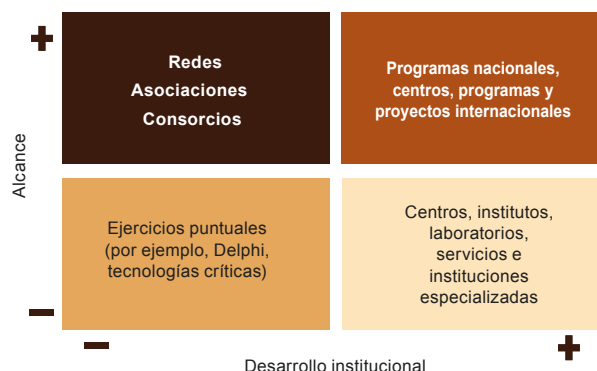 +
Redes
Asociaciones
Consorcios
Programas nacionales,
centros, programas y
proyectos internacionales
Alcance
Ejercicios puntuales
(por ejemplo, Delphi,
tecnologías críticas)
Centros, institutos,
laboratorios,
servicios e
instituciones
especializadas
−
−
+
Desarrollo institucional